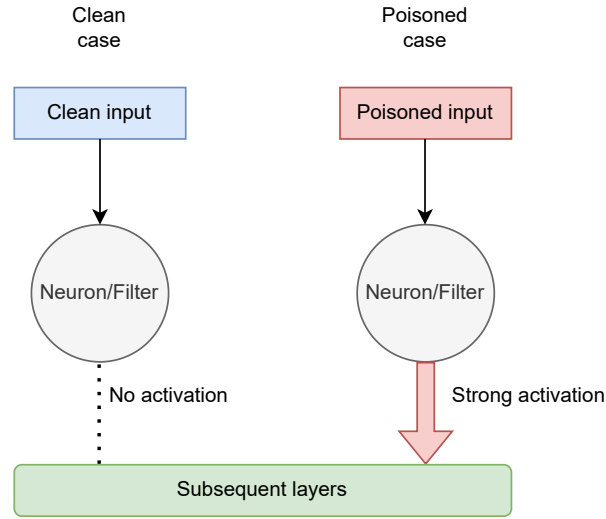 Clean
case
Poisoned
case
Clean input
Poisoned input
Neuron/Filter
Neuron/Filter
No activation
Strong activation
Subsequent layers